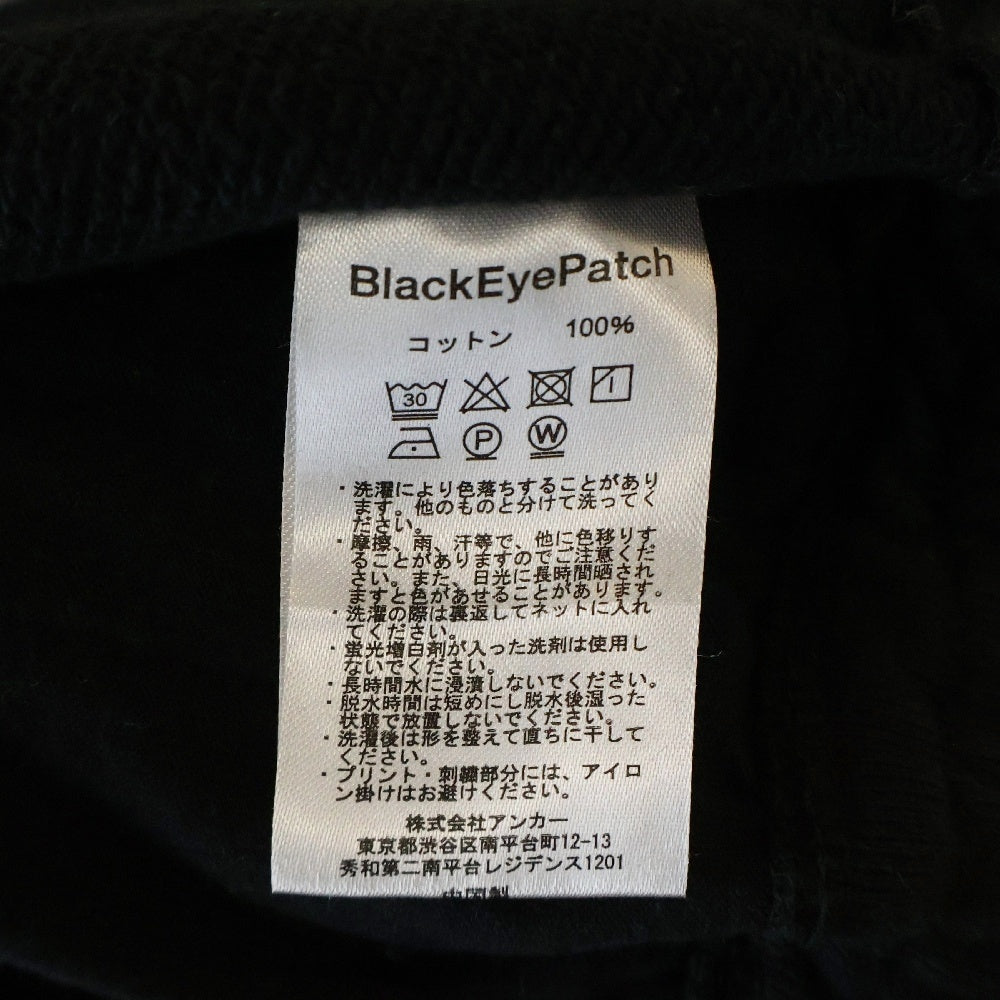 BlackEyePatch
コットン 100%
30
P W
・洗濯により色落ちすることがあり
ます。他のものと分けて洗ってく
ださい。
・摩擦、雨、汗等で、他に色移りす
ることがありますのでご注意くだ
さい。また、日光に長時間晒され
ますと色があせることがあります。
・洗濯の際は裏返してネットに入れ
てください。
・蛍光増白剤が入った洗剤は使用し
ないでください。
・長時間水に浸漬しないでください。
・脱水時間は短めにし脱水後湿った
状態で放置しないでください。
・洗濯後は形を整えて直ちに干して
ください。
・プリント・刺繍部分には、アイロ
ン掛けはお避けください。
株式会社アンカー
東京都渋谷区南平台町12-13
秀和第二南平台レジデンス1201
中国製